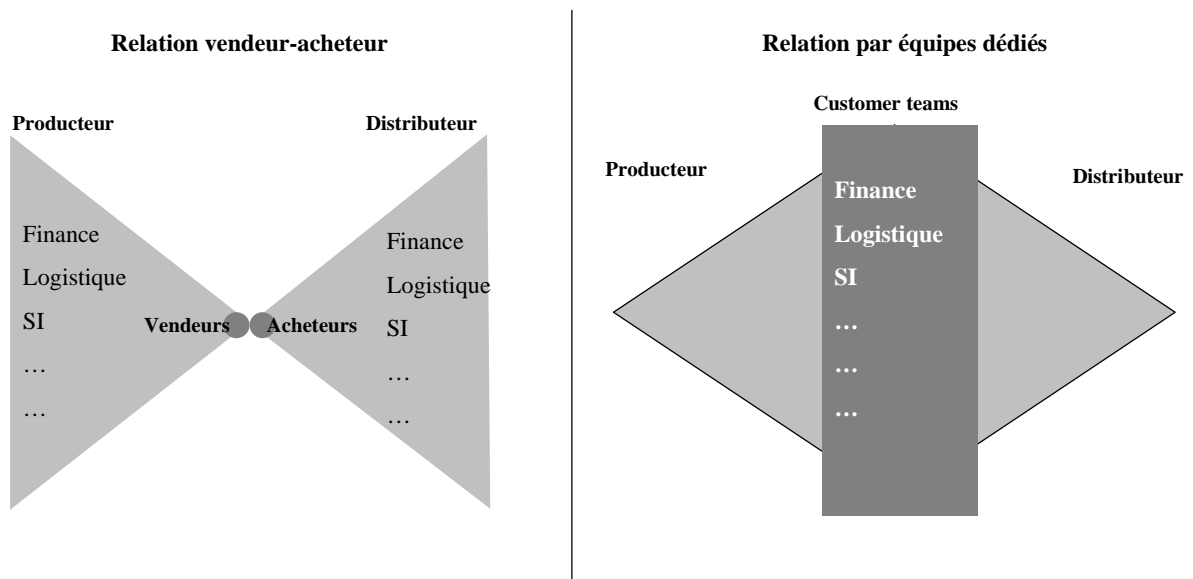 Relation vendeur-acheteur
Producteur
Distributeur
Finance
Logistique
SI
…
…
Vendeurs
Acheteurs
Finance
Logistique
SI
…
…
Relation par équipes dédiés
Customer teams
Producteur
Distributeur
Finance
Logistique
SI
…
…
…